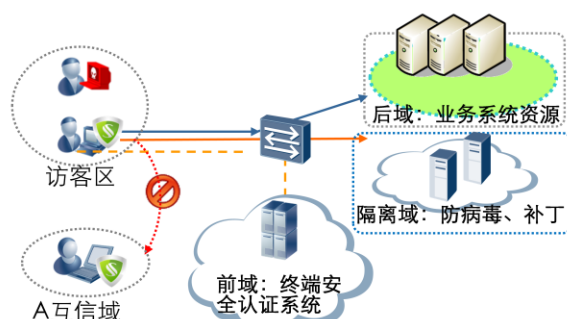 后域：业务系统资源
访客区
隔离域：防病毒、补丁
前域：终端安
全认证系统
A互信域